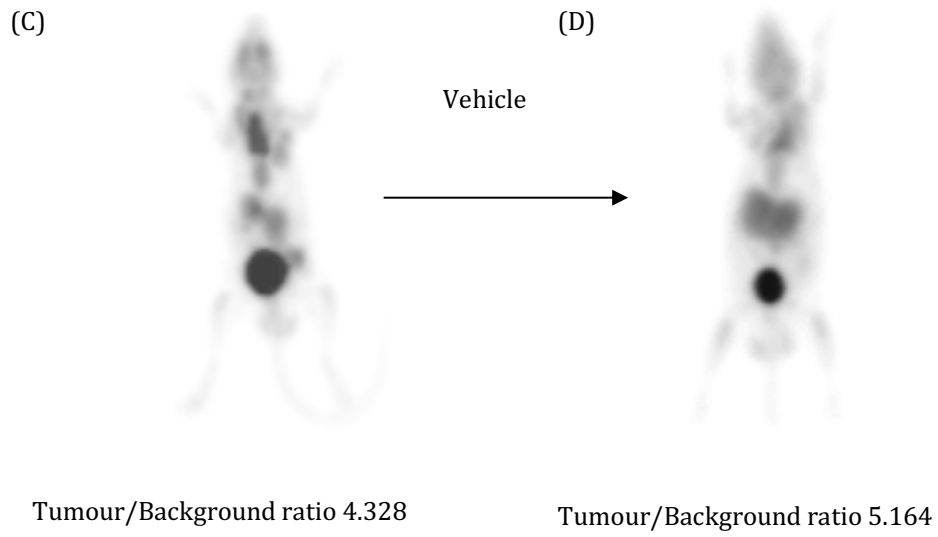 (C)
(D)
Vehicle
Tumour/Background ratio 4.328
Tumour/Background ratio 5.164